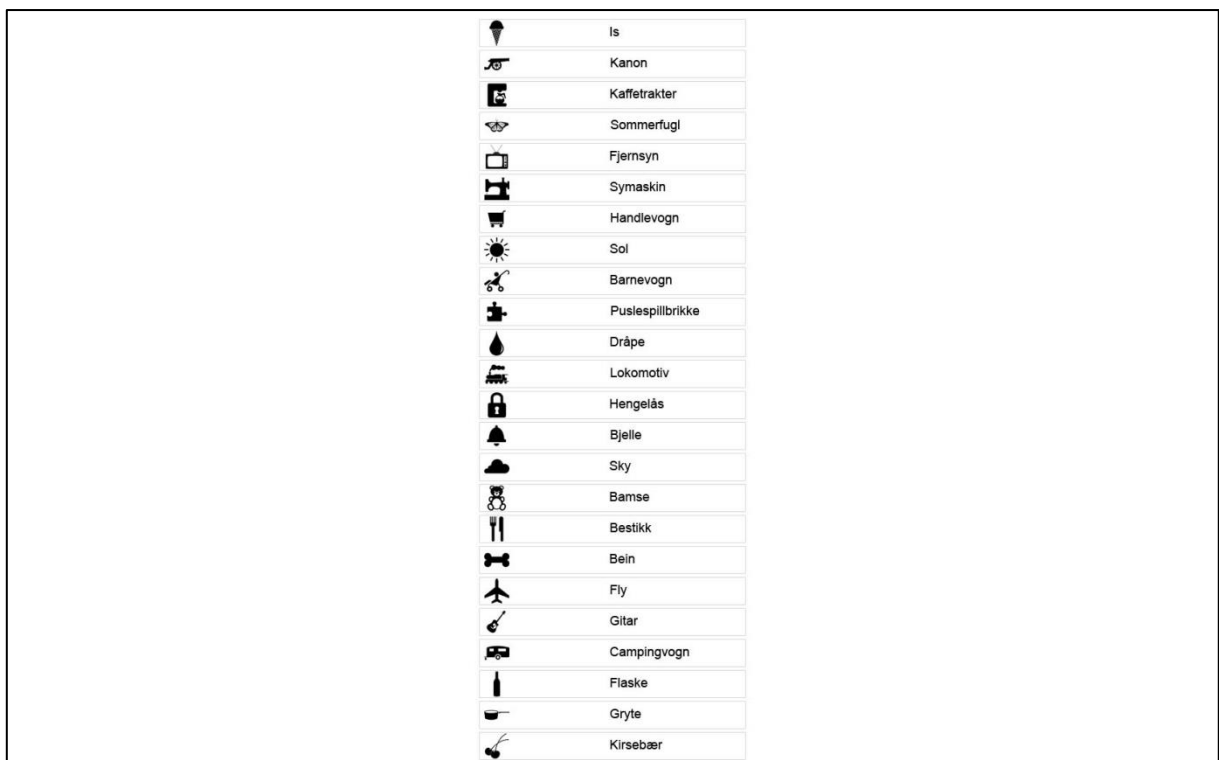 Is
Kanon
Kaffetrakter
Sommerfugl
Fjernsyn
Symaskin
Handlevogn
Sol
Barnevogn
Puslespillbrikke
Dråpe
Lokomotiv
Hengelås
Bjelle
Sky
Bamse
Bestikk
Bein
Fly
Gitar
Campingvogn
Flaske
Gryte
Kirsebær